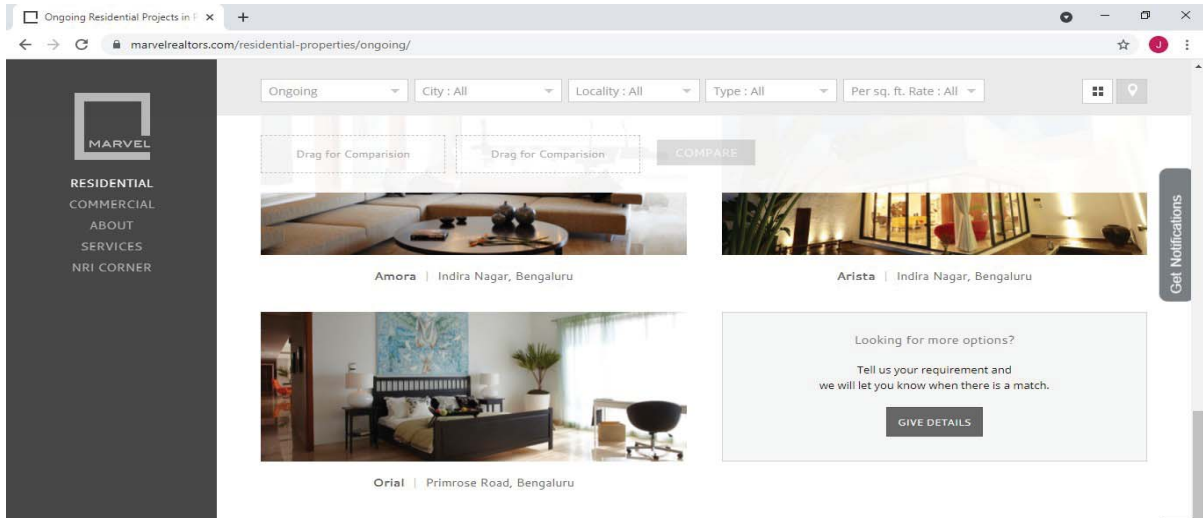 Ongoing Residential Projects in P
marvelrealtors.com/residential-properties/ongoing/
J
Ongoing City : All Locality : All Type : All Per sq. ft. Rate : All
MARVEL
Drag for Comparision Drag for Comparision COMPARE
RESIDENTIAL
COMMERCIAL
ABOUT
SERVICES
NRI CORNER
Get Notifications
Amora | Indira Nagar, Bengaluru
Arista | Indira Nagar, Bengaluru
Looking for more options?
Tell us your requirement and
we will let you know when there is a match.
GIVE DETAILS
Orial | Primrose Road, Bengaluru